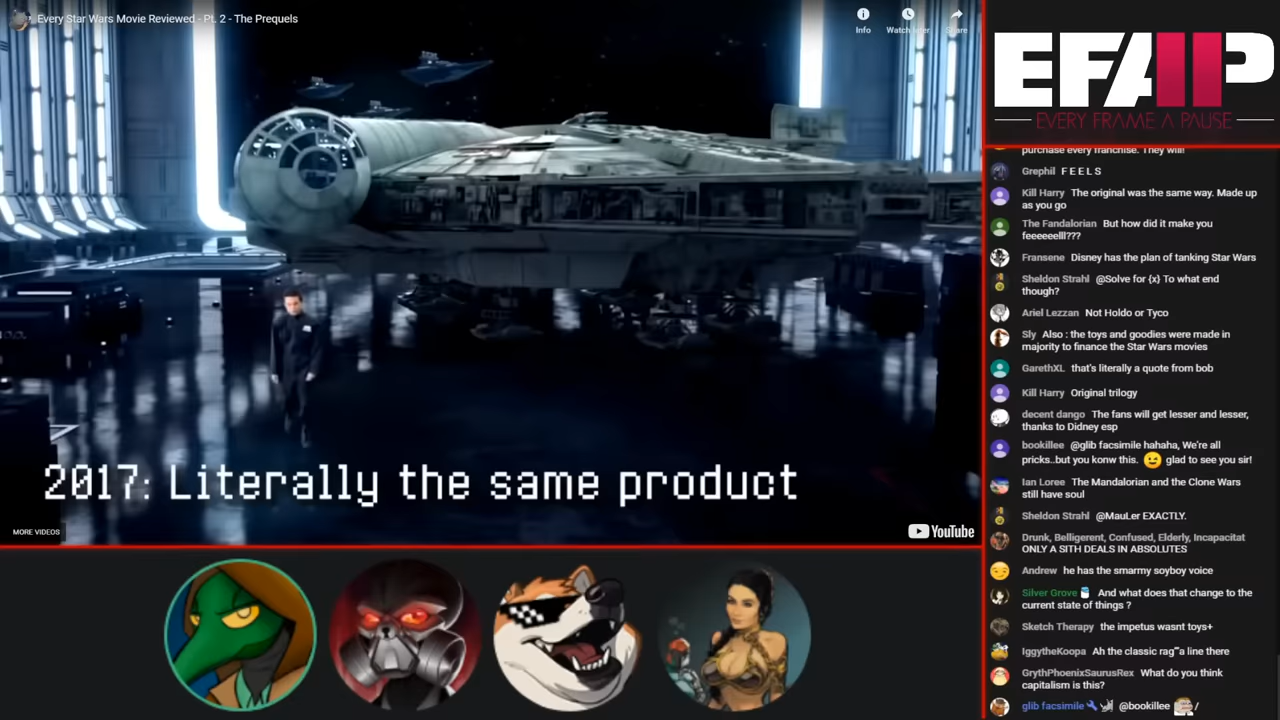 Every Star Wars Movie Reviewed - Pt. 2 - The Prequels
Info
Watch later
Share
2017: Literally the same product
MORE VIDEOS
YouTube
EFAP
EVERY FRAME A PAUSE
purchase every franchise. They will!
Grephil F E E L S
Kill Harry The original was the same way. Made up
as you go
The Fandalorian But how did it make you
feeeeeelll???
Fransene Disney has the plan of tanking Star Wars
Sheldon Strahl @Solve for {x} To what end
though?
Ariel Lezzan Not Holdo or Tyco
Sly Also : the toys and goodies were made in
majority to finance the Star Wars movies
GarethXL that's literally a quote from bob
Kill Harry Original trilogy
decent dango The fans will get lesser and lesser,
thanks to Didney esp
bookillee @glib facsimile hahaha, We're all
pricks..but you konw this. 😉 glad to see you sir!
Ian Loree The Mandalorian and the Clone Wars
still have soul
Sheldon Strahl @MauLer EXACTLY.
Drunk, Belligerent, Confused, Elderly, Incapacitat
ONLY A SITH DEALS IN ABSOLUTES
Andrew he has the smarmy soyboy voice
Silver Grove And what does that change to the
current state of things ?
Sketch Therapy the impetus wasnt toys+
IggytheKoopa Ah the classic rag"'a line there
GrythPhoenixSaurusRex What do you think
capitalism is this?
glib facsimile @bookillee /